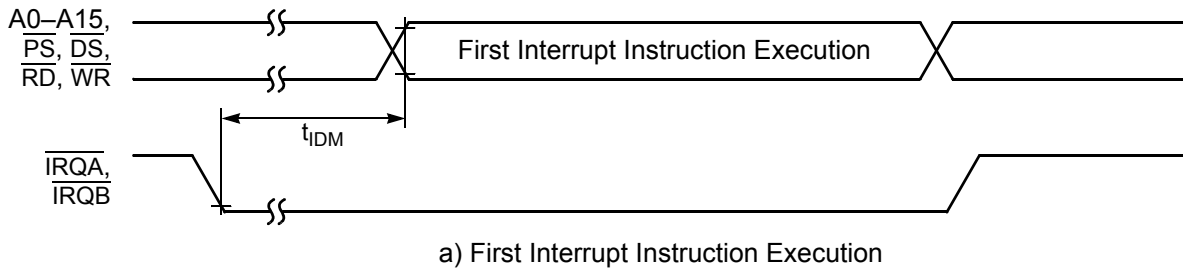 A0–A15,
PS, DS,
RD, WR
First Interrupt Instruction Execution
tIDM
IRQA,
IRQB
a) First Interrupt Instruction Execution